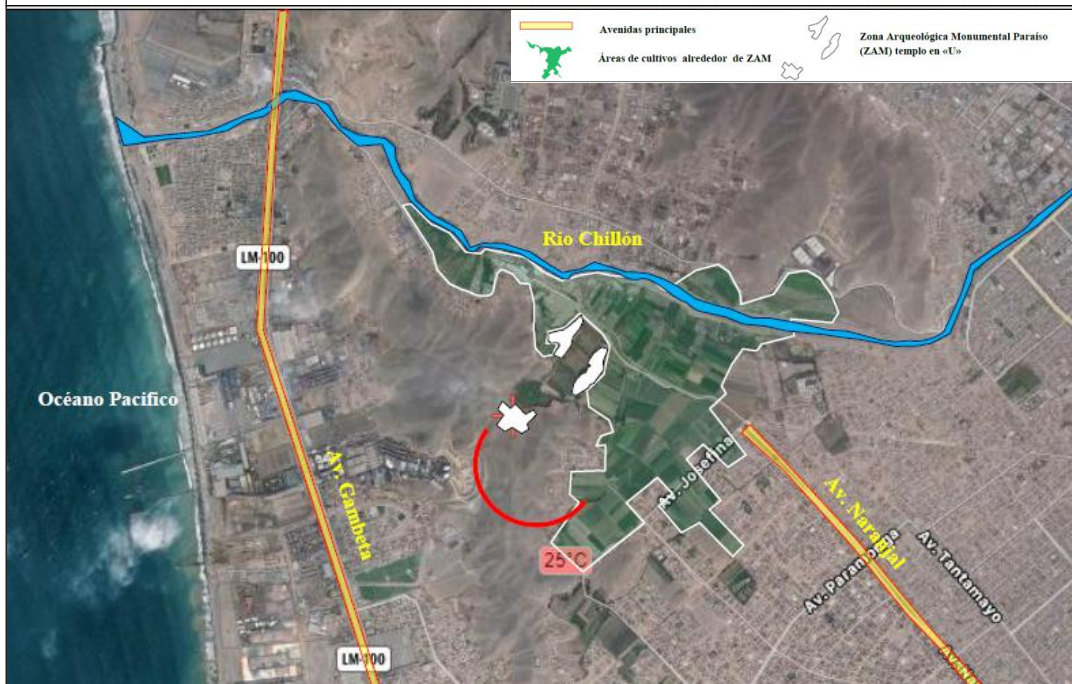 Avenidas principales
Áreas de cultivos alrededor de ZAM
Zona Arqueológica Monumental Paraíso
(ZAM) templo en «U»
Rio Chillón
LM-100
Océano Pacifico
Av. Gambeta
Av. Josefina
Av. Naranjal
Av. Paramonga
Av. Tantamayo
25°C
LM-100